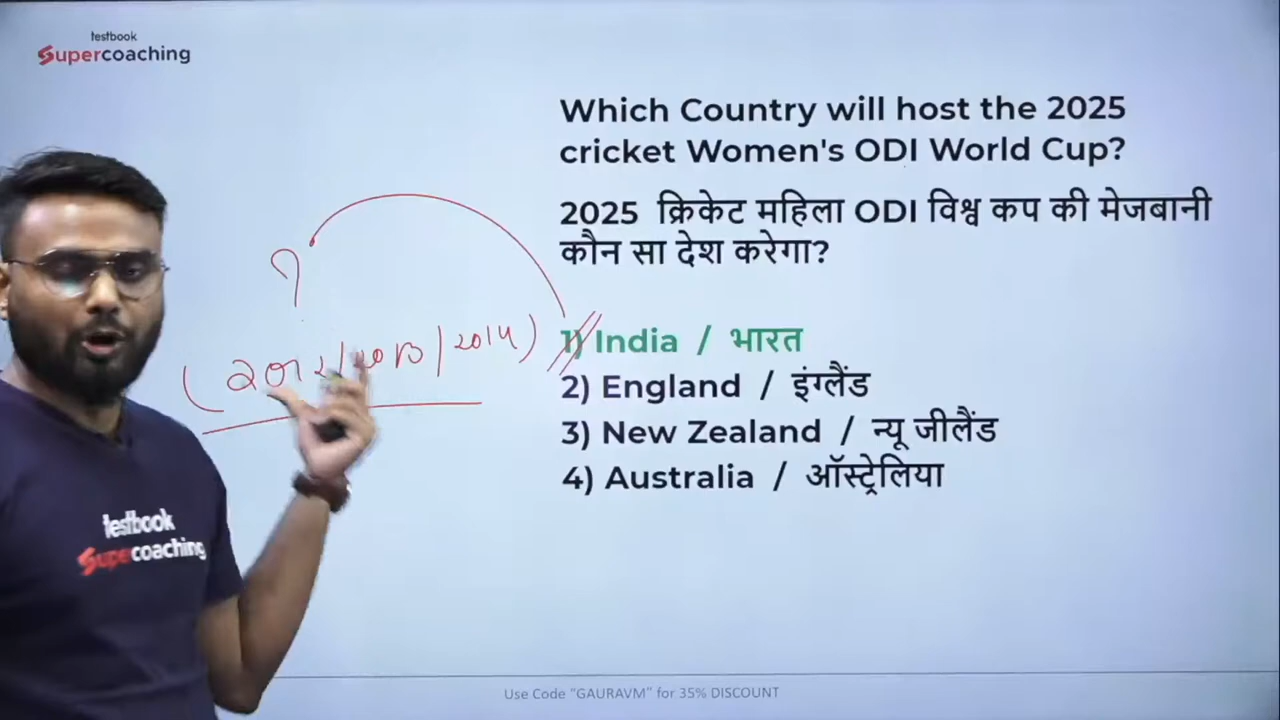 testbook
Supercoaching
Which Country will host the 2025
cricket Women's ODI World Cup?
2025 क्रिकेट महिला ODI विश्व कप की मेजबानी
कौन सा देश करेगा?
?
1) India / भारत
2) England / इंग्लैंड
3) New Zealand / न्यू जीलैंड
4) Australia / ऑस्ट्रेलिया
testbook
Supercoaching
Use Code "GAURAVM" for 35% DISCOUNT